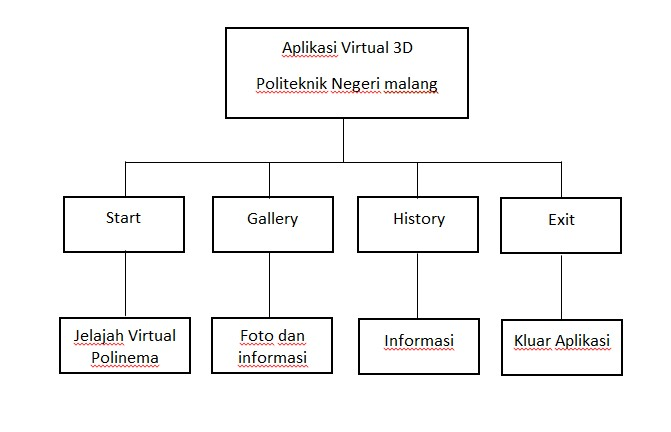 Aplikasi Virtual 3D
Politeknik Negeri malang
Start
Gallery
History
Exit
Jelajah Virtual
Polinema
Foto dan
informasi
Informasi
Kluar Aplikasi